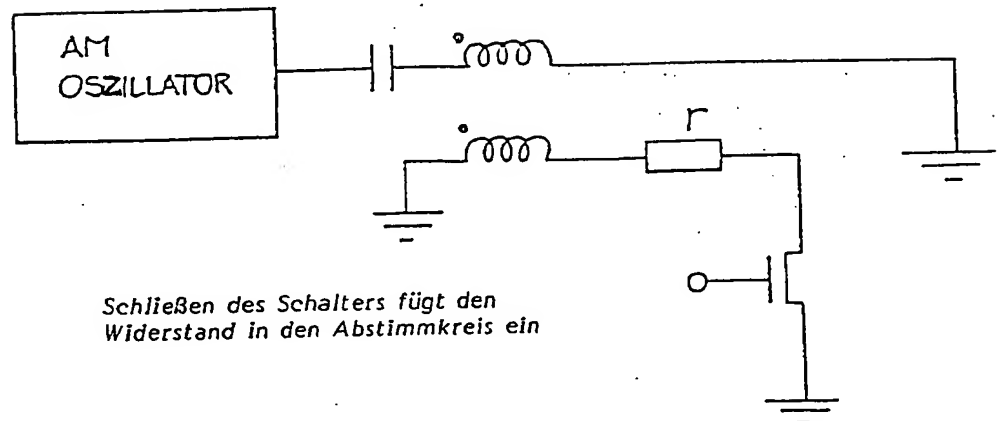 AM
OSZILLATOR
r
Schließen des Schalters fügt den
Widerstand in den Abstimmkreis ein